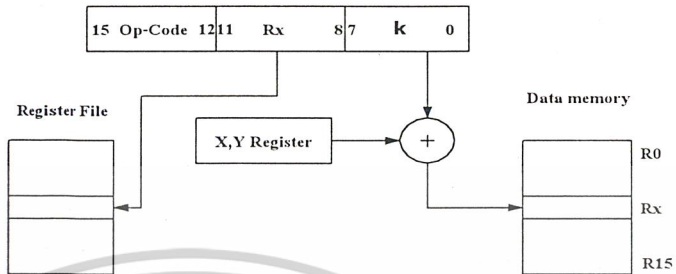 15 Op-Code 12 11 Rx 8 7 k 0
Register File
Data memory
X,Y Register
+
R0
Rx
R15